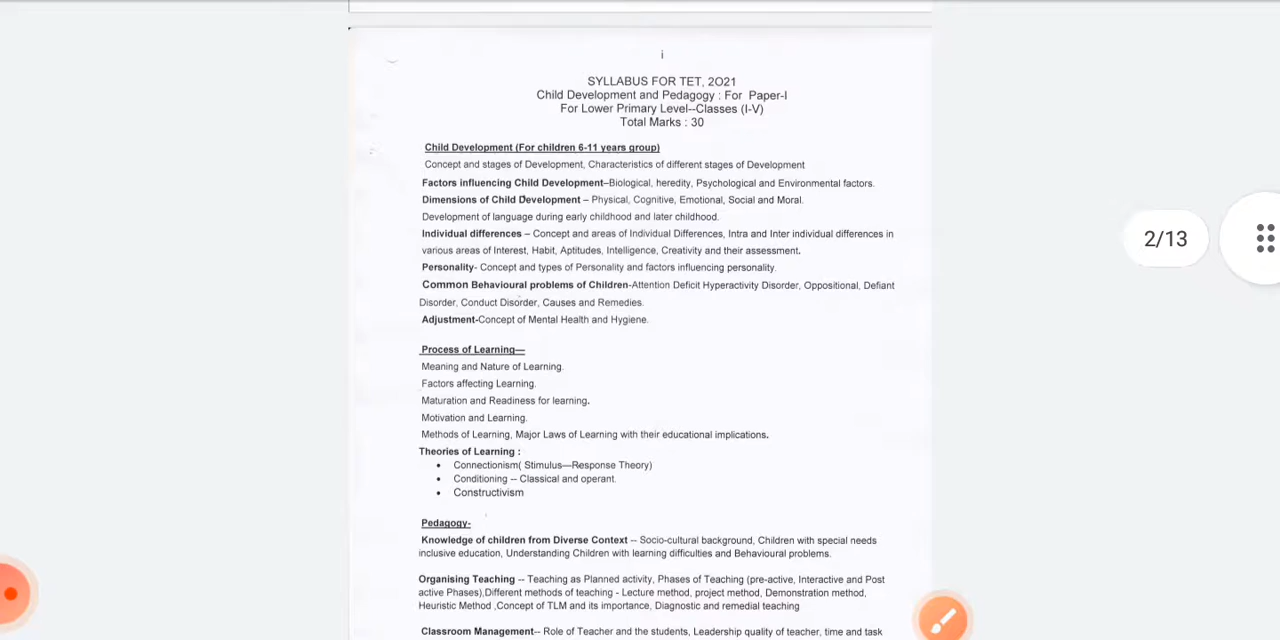 i
SYLLABUS FOR TET, 2O21
Child Development and Pedagogy : For Paper-I
For Lower Primary Level--Classes (I-V)
Total Marks : 30
Child Development (For children 6-11 years group)
Concept and stages of Development, Characteristics of different stages of Development
Factors influencing Child Development–Biological, heredity, Psychological and Environmental factors.
Dimensions of Child Development – Physical, Cognitive, Emotional, Social and Moral.
Development of language during early childhood and later childhood.
Individual differences – Concept and areas of Individual Differences, Intra and Inter individual differences in
various areas of Interest, Habit, Aptitudes, Intelligence, Creativity and their assessment.
Personality- Concept and types of Personality and factors influencing personality.
Common Behavioural problems of Children-Attention Deficit Hyperactivity Disorder, Oppositional, Defiant
Disorder, Conduct Disorder, Causes and Remedies.
Adjustment-Concept of Mental Health and Hygiene.
Process of Learning—
Meaning and Nature of Learning.
Factors affecting Learning.
Maturation and Readiness for learning.
Motivation and Learning.
Methods of Learning, Major Laws of Learning with their educational implications.
Theories of Learning :
• Connectionism( Stimulus—Response Theory)
• Conditioning -- Classical and operant.
• Constructivism
Pedagogy-
Knowledge of children from Diverse Context -- Socio-cultural background, Children with special needs
inclusive education, Understanding Children with learning difficulties and Behavioural problems.
Organising Teaching -- Teaching as Planned activity, Phases of Teaching (pre-active, Interactive and Post
active Phases),Different methods of teaching - Lecture method, project method, Demonstration method,
Heuristic Method ,Concept of TLM and its importance, Diagnostic and remedial teaching
Classroom Management-- Role of Teacher and the students, Leadership quality of teacher, time and task
2/13